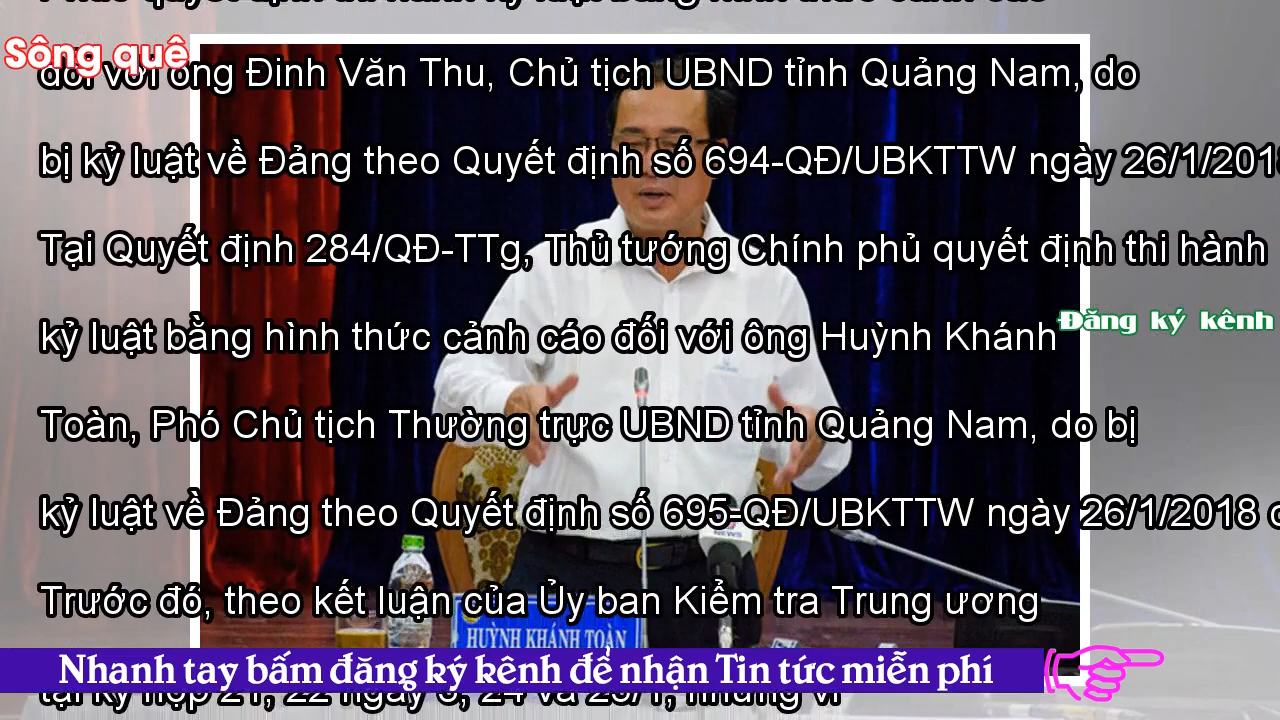 Sông quê
đối với ông Đinh Văn Thu, Chủ tịch UBND tỉnh Quảng Nam, do
bị kỷ luật về Đảng theo Quyết định số 694-QĐ/UBKTTW ngày 26/1/2018
Tại Quyết định 284/QĐ-TTg, Thủ tướng Chính phủ quyết định thi hành
Đăng ký kênh
kỷ luật bằng hình thức cảnh cáo đối với ông Huỳnh Khánh
Toàn, Phó Chủ tịch Thường trực UBND tỉnh Quảng Nam, do bị
kỷ luật về Đảng theo Quyết định số 695-QĐ/UBKTTW ngày 26/1/2018
NEWS
Trước đó, theo kết luận của Ủy ban Kiểm tra Trung ương
HUỲNH KHÁNH TOÀN
Nhanh tay bấm đăng ký kênh để nhận Tin tức miễn phí